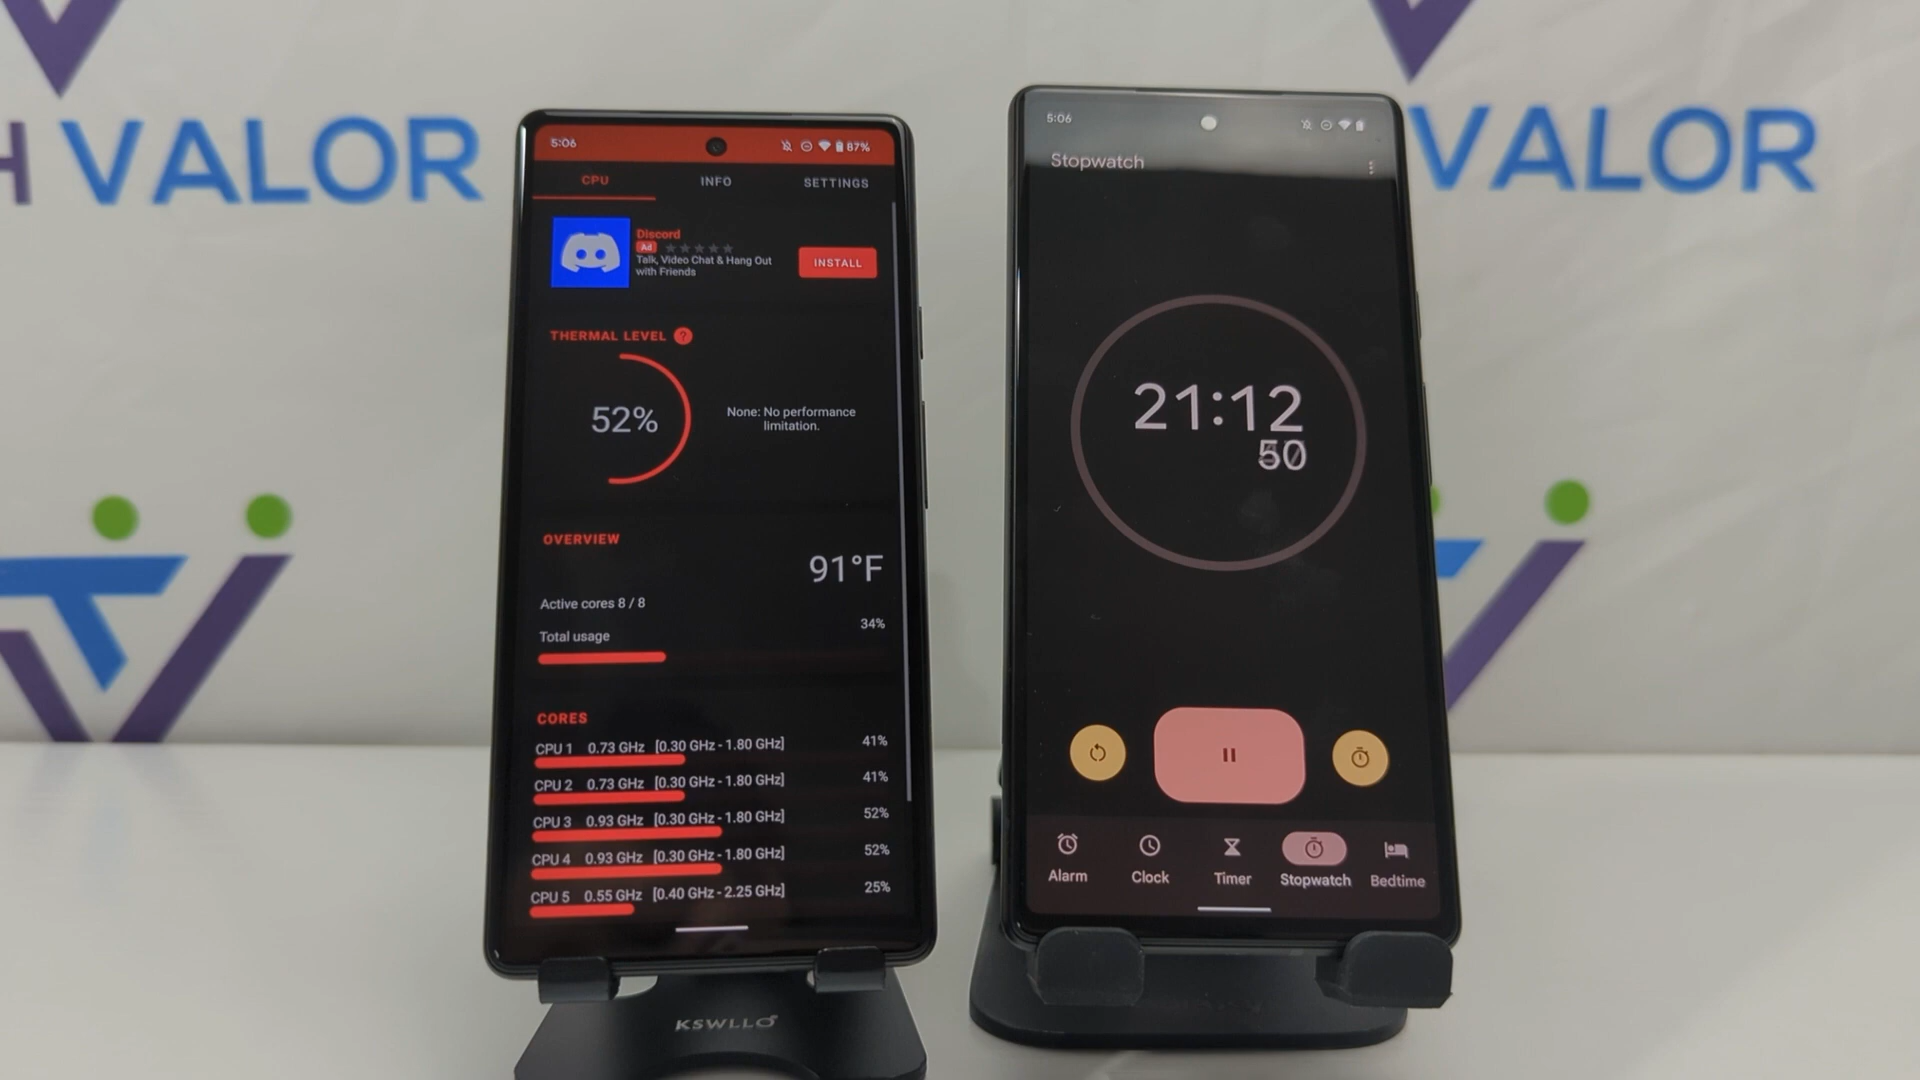 H VALOR
VALOR
5:06
87%
CPU INFO SETTINGS
Discord
Ad
Talk, Video Chat & Hang Out
with Friends
INSTALL
THERMAL LEVEL ?
52%
None: No performance
limitation.
OVERVIEW
91°F
Active cores 8 / 8
34%
Total usage
CORES
CPU 1 0.73 GHz [0.30 GHz - 1.80 GHz] 41%
CPU 2 0.73 GHz [0.30 GHz - 1.80 GHz] 41%
CPU 3 0.93 GHz [0.30 GHz - 1.80 GHz] 52%
CPU 4 0.93 GHz [0.30 GHz - 1.80 GHz] 52%
CPU 5 0.55 GHz [0.40 GHz - 2.25 GHz] 25%
KSWLLO
5:06
Stopwatch
21:12
50
Alarm Clock Timer Stopwatch Bedtime